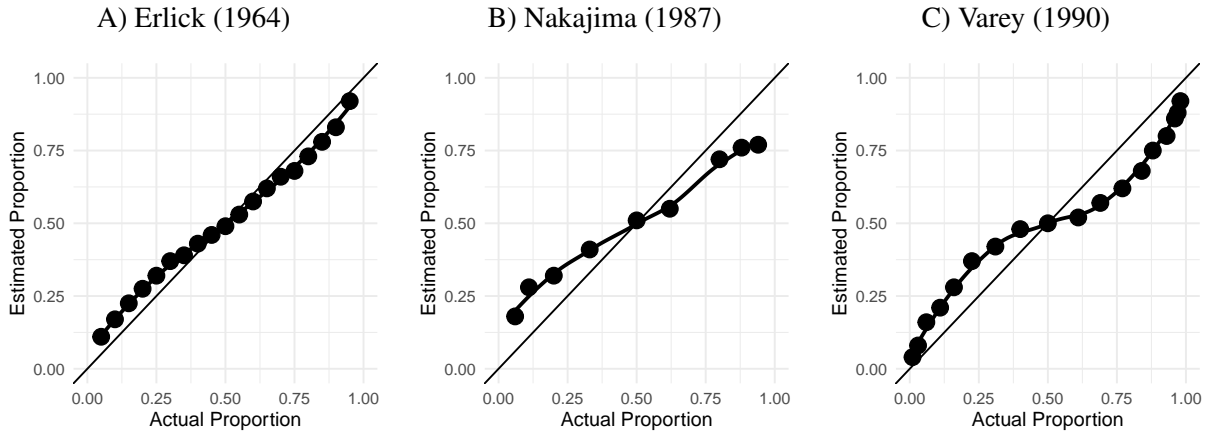 A) Erlick (1964)
1.00
0.75
0.50
0.25
0.00
0.00 0.25 0.50 0.75 1.00
Estimated Proportion
Actual Proportion
B) Nakajima (1987)
1.00
0.75
0.50
0.25
0.00
0.00 0.25 0.50 0.75 1.00
Estimated Proportion
Actual Proportion
C) Varey (1990)
1.00
0.75
0.50
0.25
0.00
0.00 0.25 0.50 0.75 1.00
Estimated Proportion
Actual Proportion